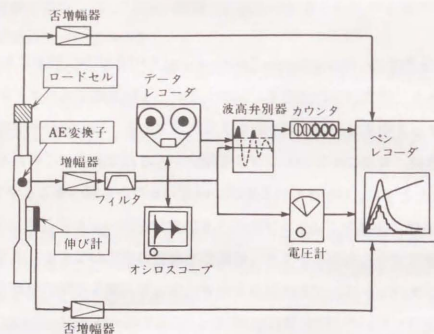 否増幅器
ロードセル
データ
レコーダ
波高弁別器
カウンタ
AE変換子
増幅器
フィルタ
ペン
レコーダ
伸び計
オシロスコープ
電圧計
否増幅器